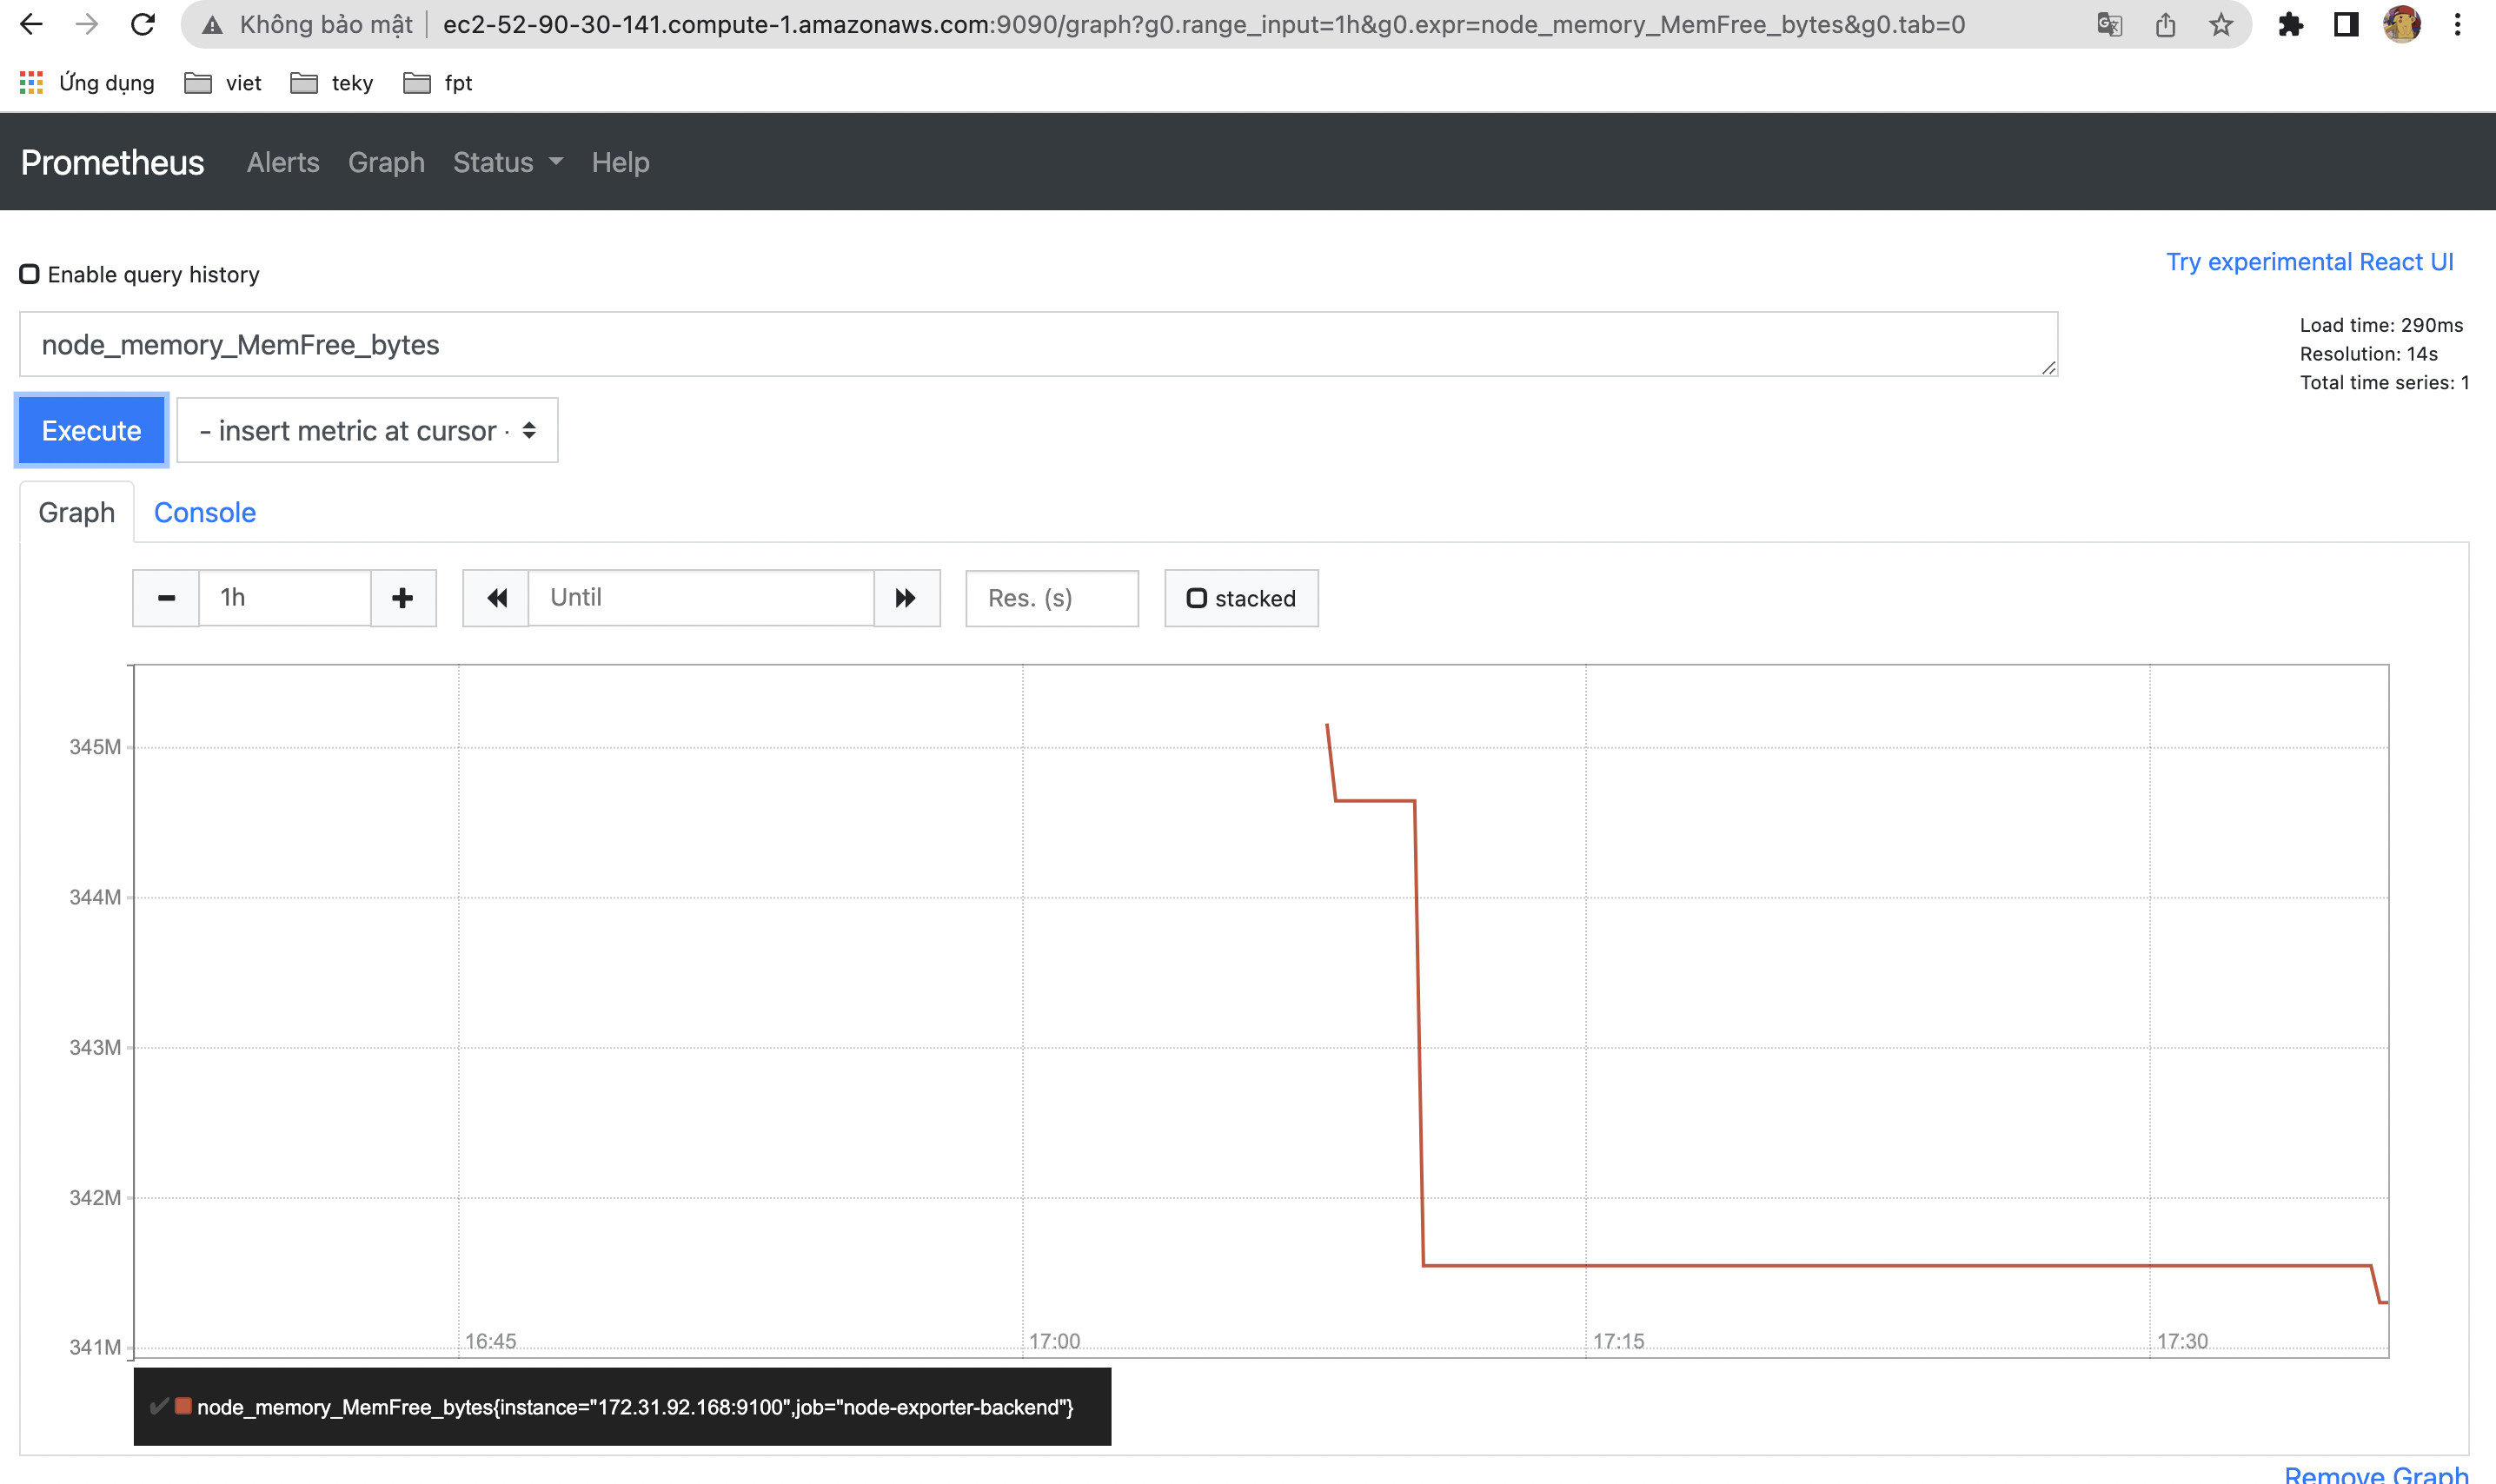 Không bảo mật ec2-52-90-30-141.compute-1.amazonaws.com:9090/graph?g0.range_input=1h&g0.expr=node_memory_MemFree_bytes&g0.tab=0
Ứng dụng viet teky fpt
Prometheus Alerts Graph Status Help
Try experimental React UI
Enable query history
node_memory_MemFree_bytes
Load time: 290ms
Resolution: 14s
Total time series: 1
Execute - insert metric at cursor -
Graph Console
1h Until Res. (s) stacked
345M
344M
343M
342M
341M
16:45 17:00 17:15 17:30
node_memory_MemFree_bytes{instance="172.31.92.168:9100",job="node-exporter-backend"}
Remove Graph